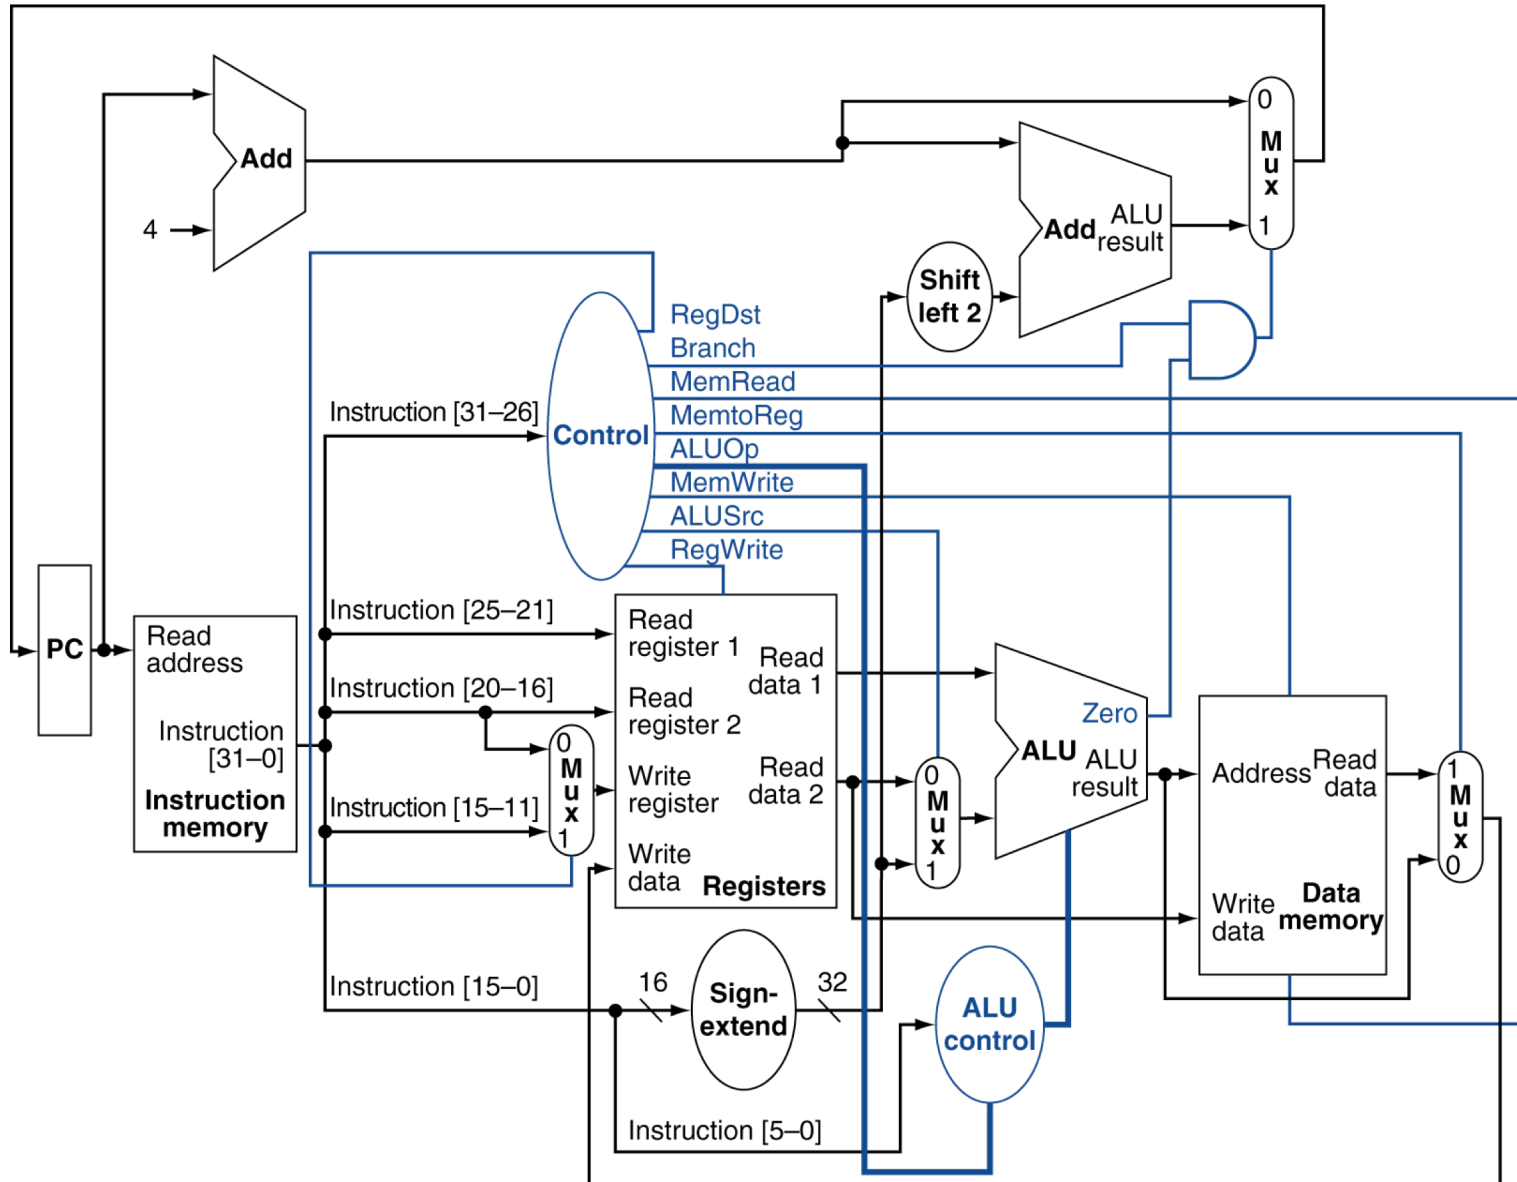 Add
4
0
Mux
1
Add
ALU
result
Shift
left 2
RegDst
Branch
MemRead
MemtoReg
ALUOp
MemWrite
ALUSrc
RegWrite
Control
Instruction [31–26]
Instruction [25–21]
Instruction [20–16]
Instruction [15–11]
Instruction [15–0]
Instruction [5–0]
PC
Read
address
Instruction
[31–0]
Instruction
memory
0
Mux
1
Read
register 1
Read
register 2
Write
register
Write
data
Read
data 1
Read
data 2
Registers
16
Sign-
extend
32
0
Mux
1
Zero
ALU
ALU
result
ALU
control
Address
Read
data
Write
data
Data
memory
1
Mux
0